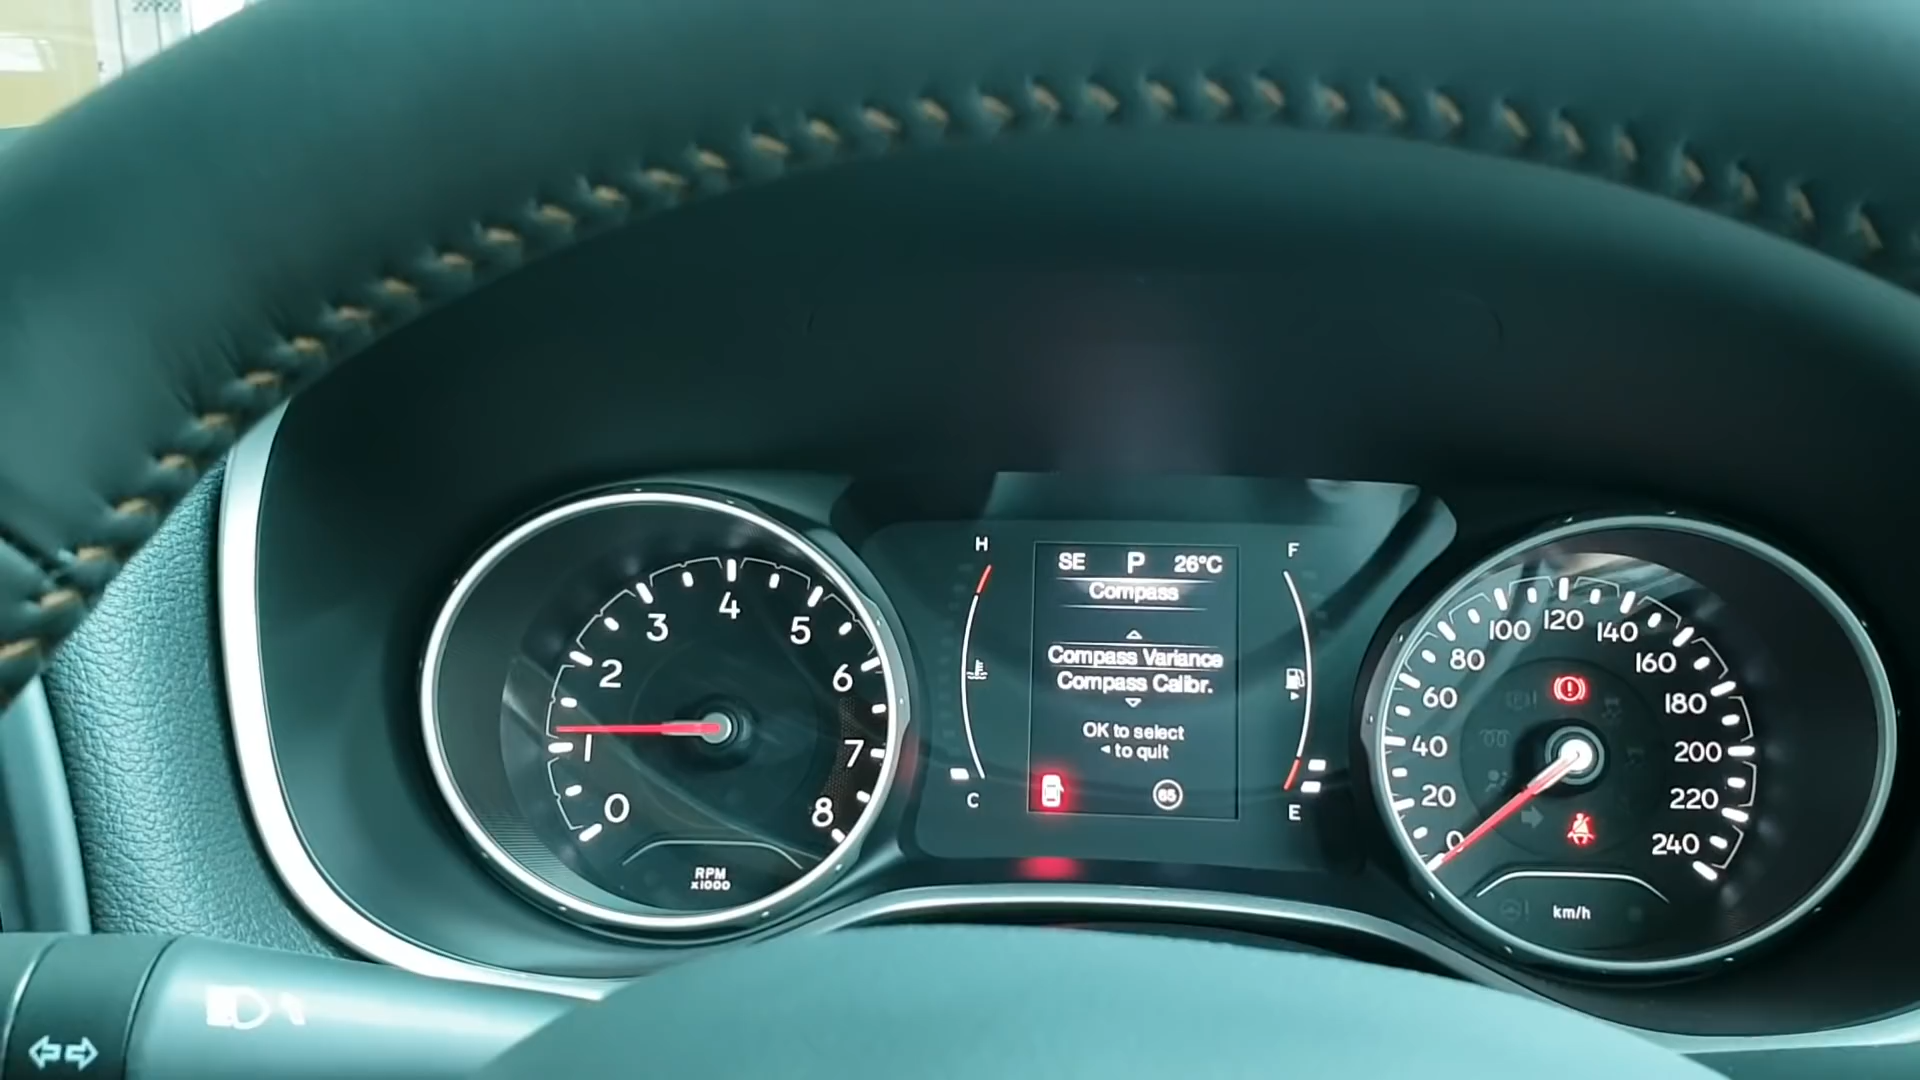 SE P 26°C
Compass
Compass Variance
Compass Calibr.
OK to select
◂ to quit
65
H
C
F
E
0
1
2
3
4
5
6
7
8
RPM
x1000
0
20
40
60
80
100
120
140
160
180
200
220
240
km/h